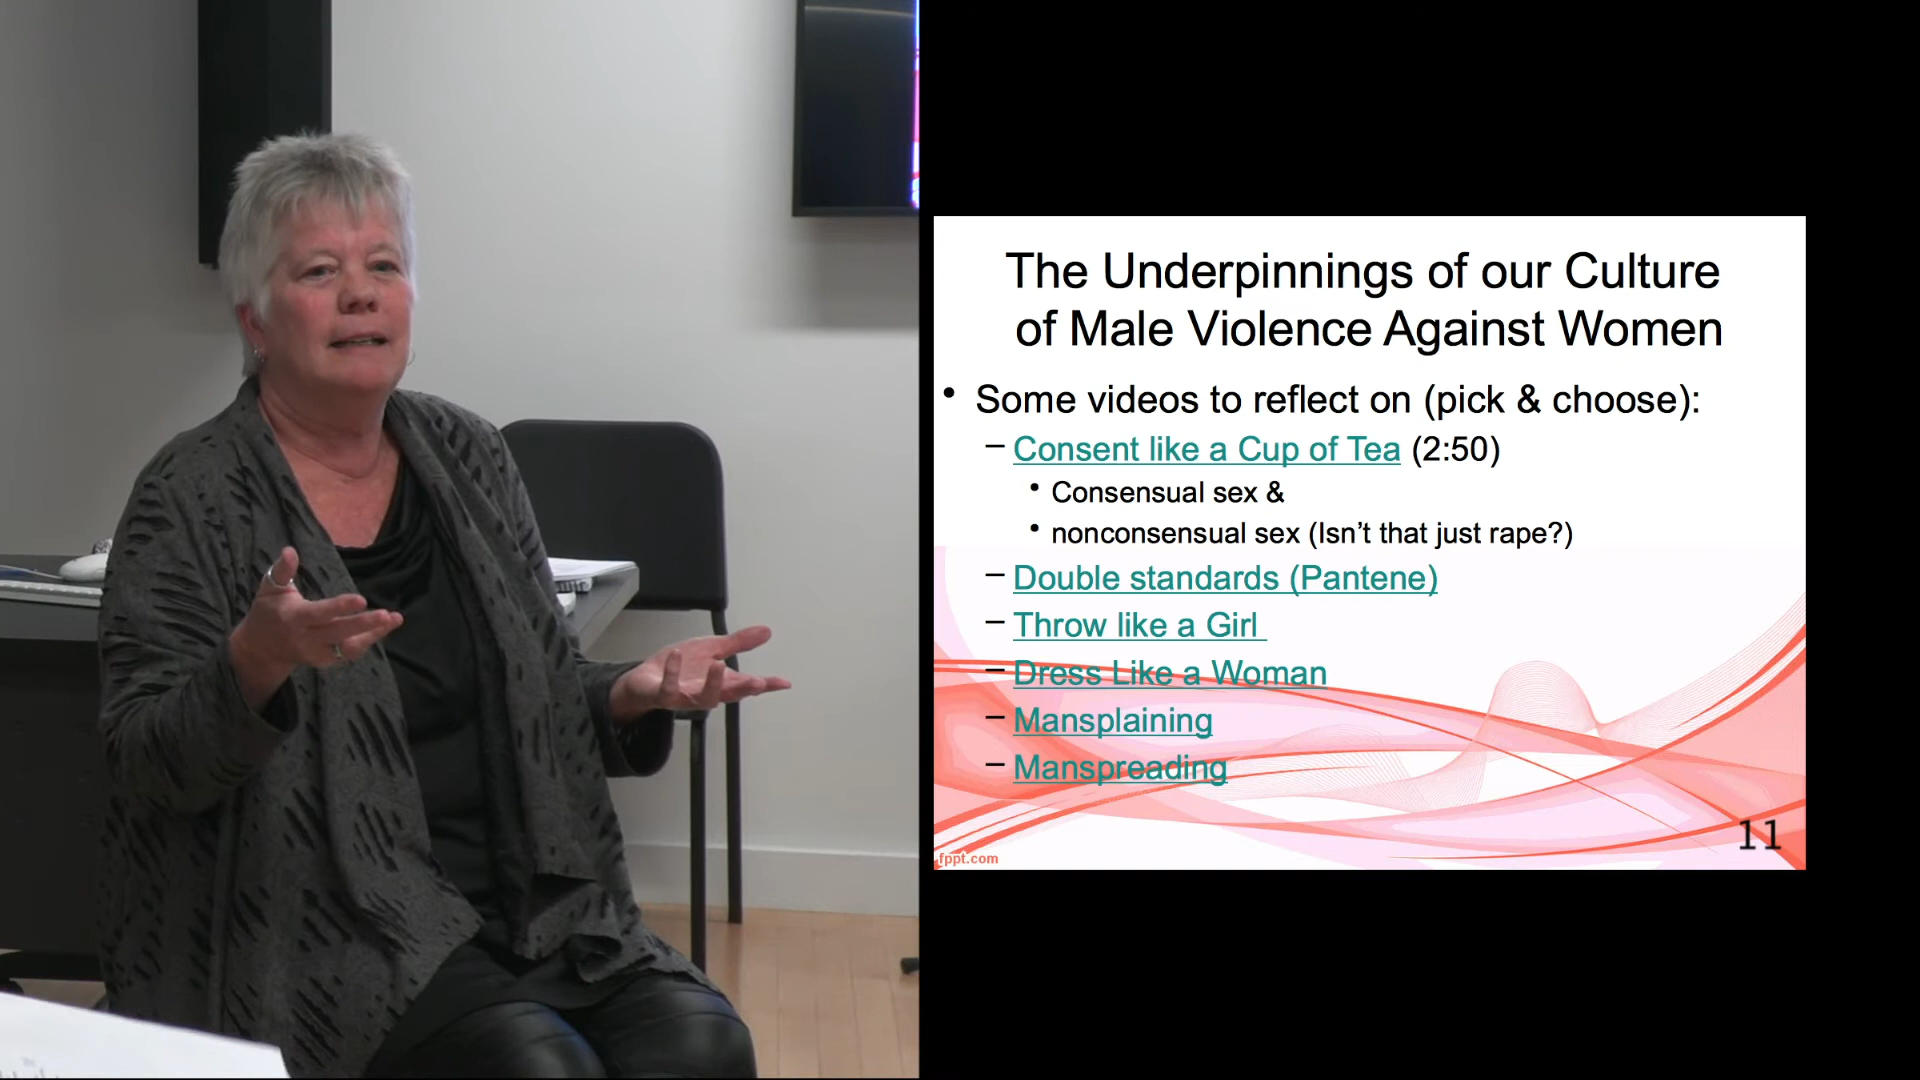 The Underpinnings of our Culture
of Male Violence Against Women
• Some videos to reflect on (pick & choose):
– Consent like a Cup of Tea (2:50)
• Consensual sex &
• nonconsensual sex (Isn’t that just rape?)
– Double standards (Pantene)
– Throw like a Girl
– Dress Like a Woman
– Mansplaining
– Manspreading
11
fppt.com